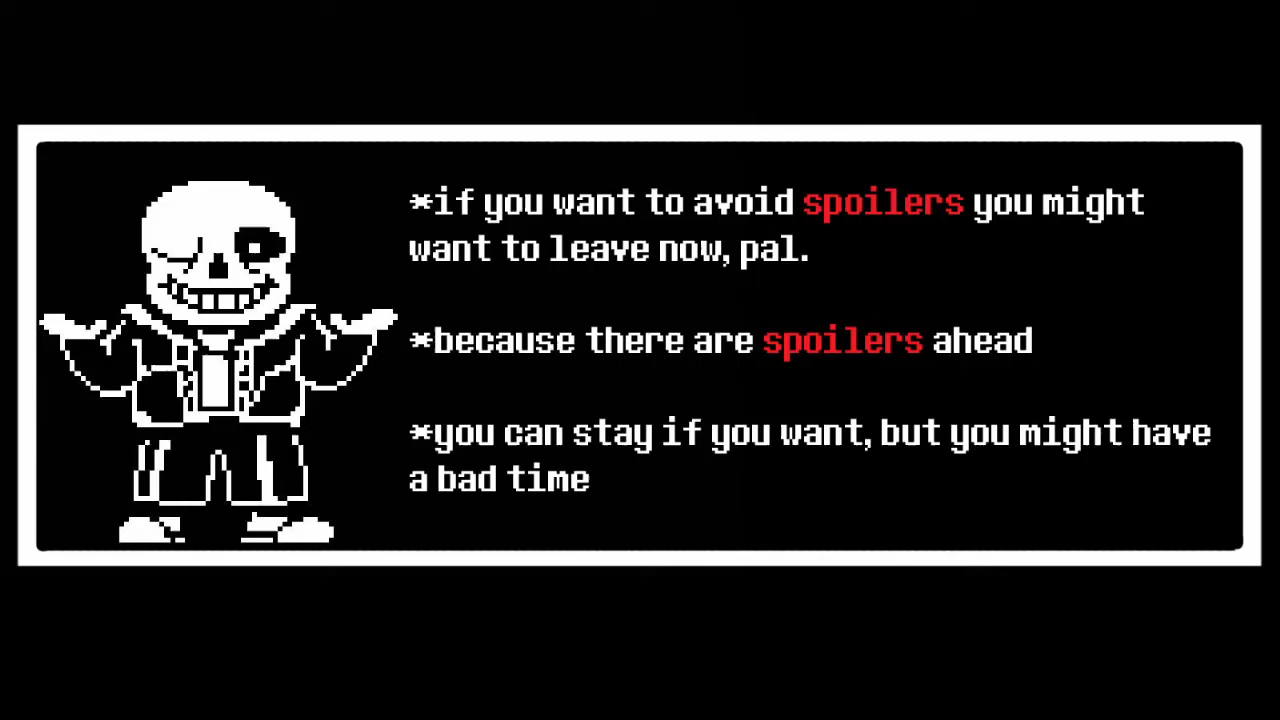 *if you want to avoid spoilers you might
want to leave now, pal.
*because there are spoilers ahead
*you can stay if you want, but you might have
a bad time